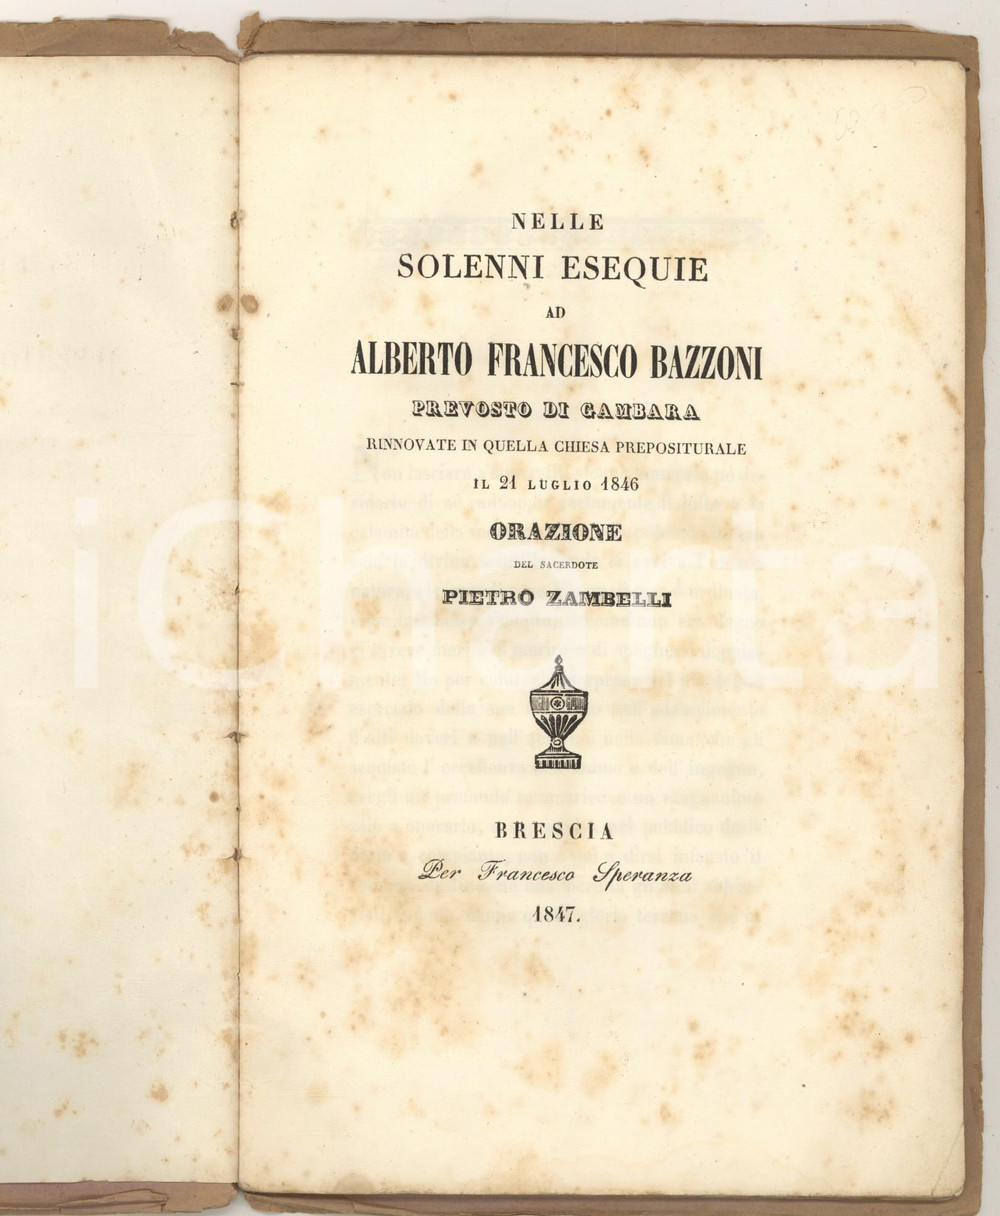 NELLE
SOLENNI ESEQUIE
AD
ALBERTO FRANCESCO BAZZONI
PREVOSTO DI GAMBARA
RINNOVATE IN QUELLA CHIESA PREPOSITURALE
IL 21 LUGLIO 1846
ORAZIONE
DEL SACERDOTE
PIETRO ZAMBELLI
BRESCIA
Per Francesco Speranza
1847.
iCharta